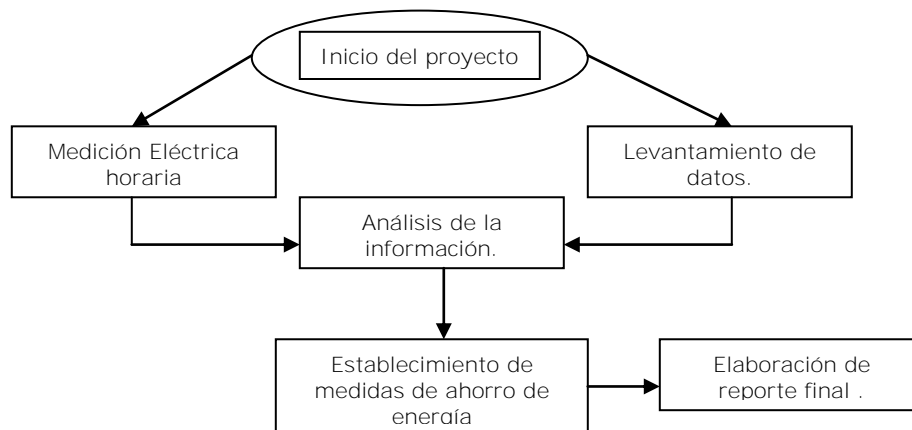 Inicio del proyecto
Medición Eléctrica
horaria
Levantamiento de
datos.
Análisis de la
información.
Establecimiento de
medidas de ahorro de
energía
Elaboración de
reporte final .